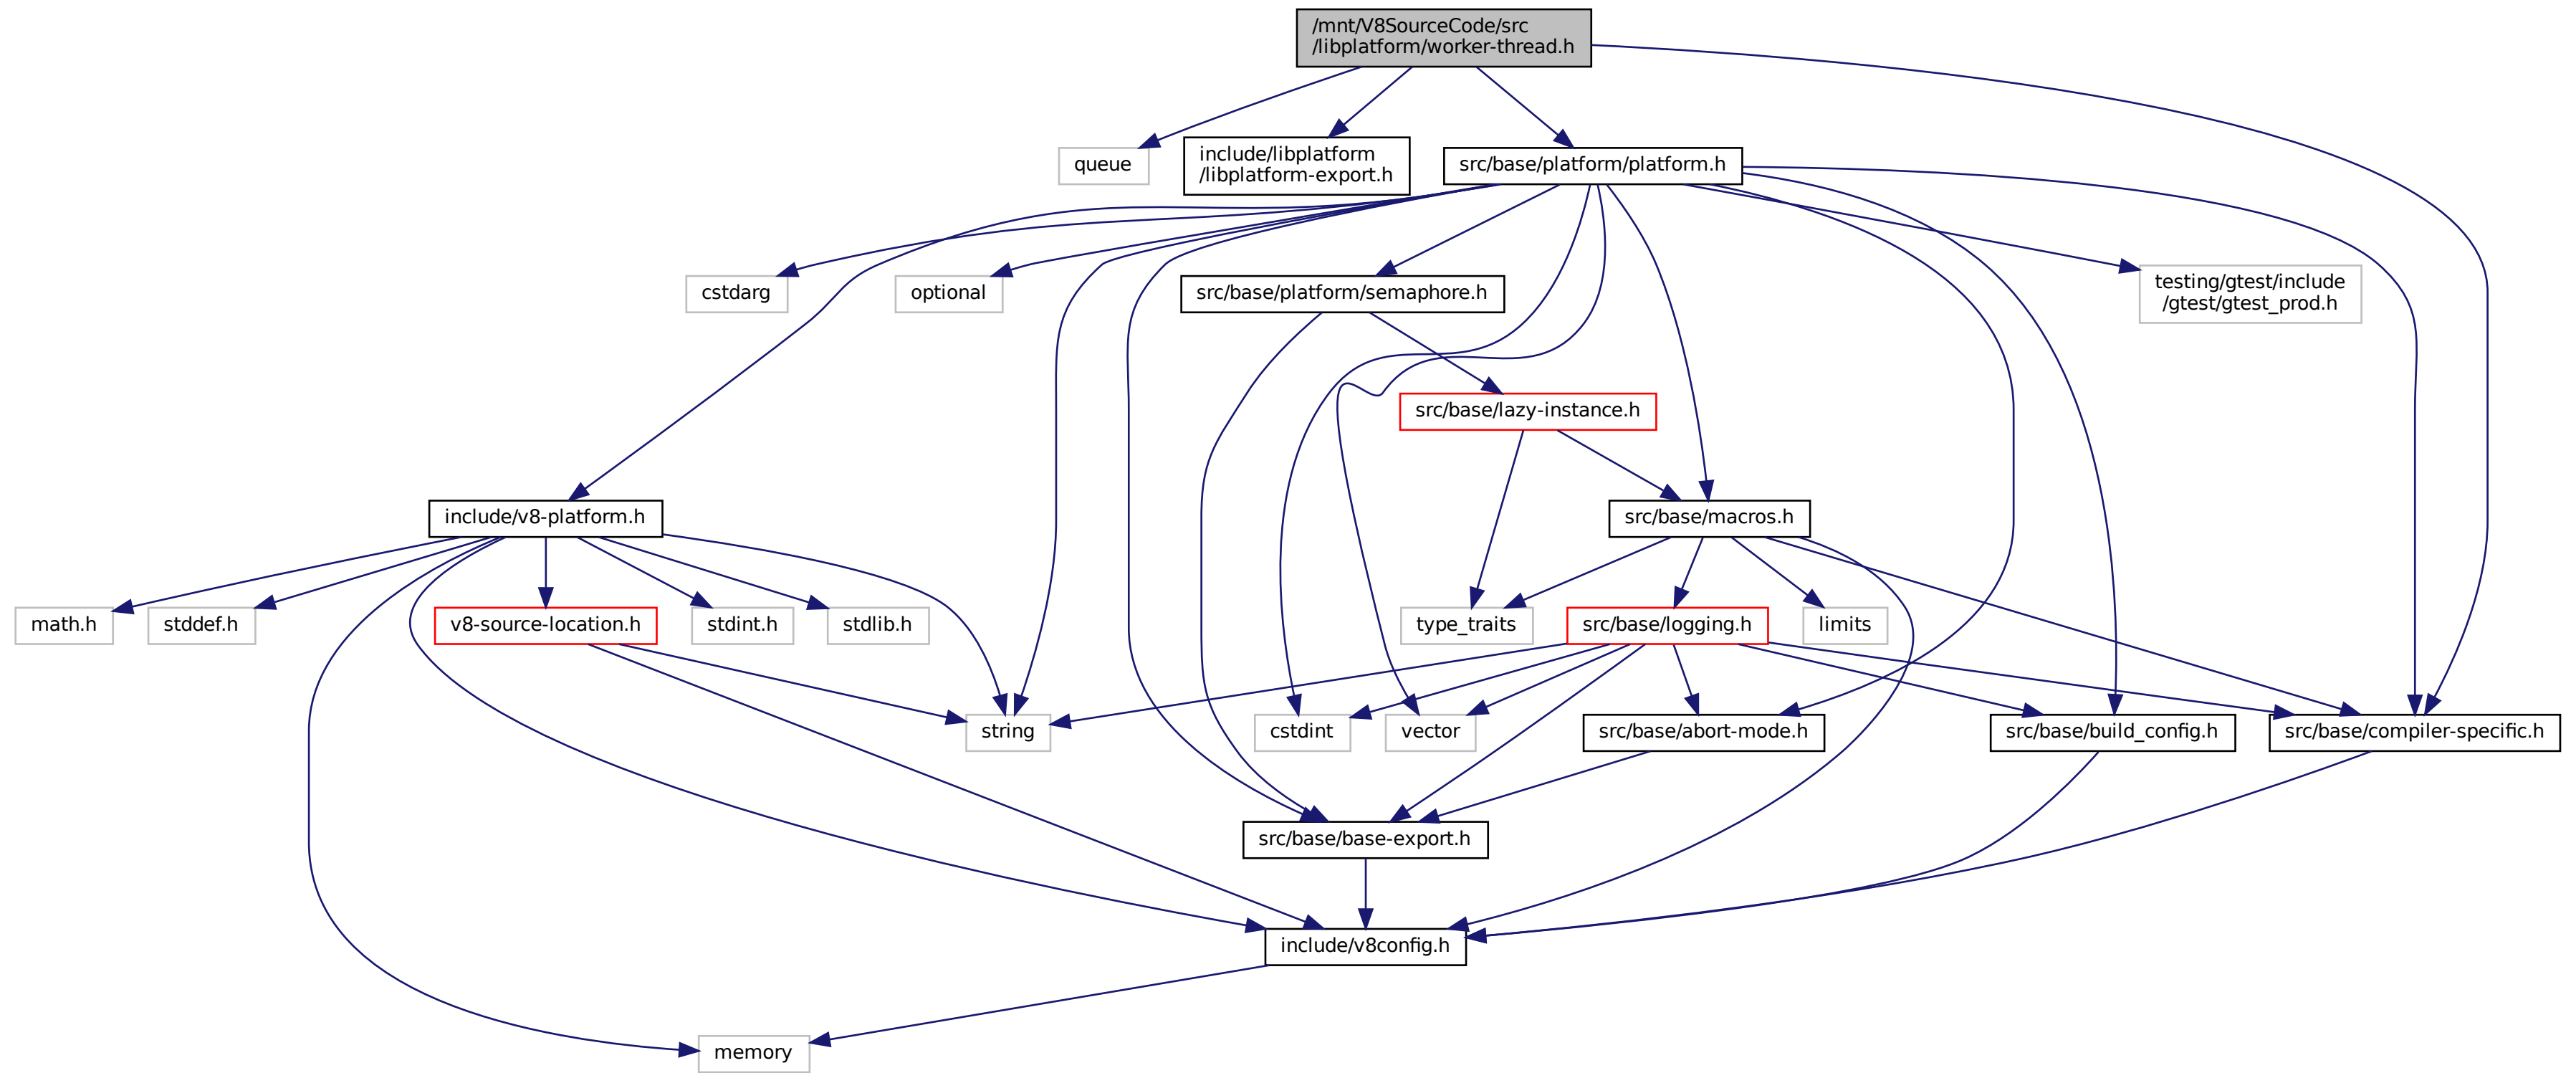 /mnt/V8SourceCode/src
/libplatform/worker-thread.h
queue
include/libplatform
/libplatform-export.h
src/base/platform/platform.h
cstdarg
optional
src/base/platform/semaphore.h
testing/gtest/include
/gtest/gtest_prod.h
src/base/lazy-instance.h
include/v8-platform.h
src/base/macros.h
math.h
stddef.h
v8-source-location.h
stdint.h
stdlib.h
type_traits
src/base/logging.h
limits
string
cstdint
vector
src/base/abort-mode.h
src/base/build_config.h
src/base/compiler-specific.h
src/base/base-export.h
include/v8config.h
memory